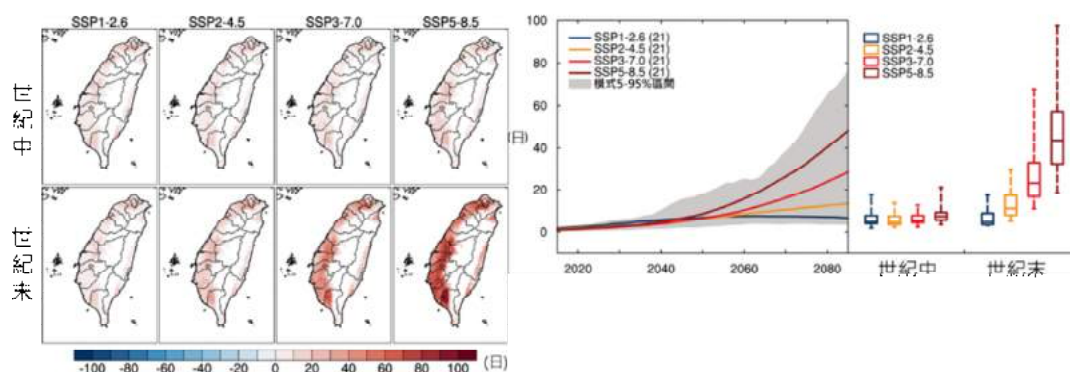 SSP1-2.6 SSP2-4.5 SSP3-7.0 SSP5-8.5
世紀中
世紀末
-100 -80 -60 -40 -20 0 20 40 60 80 100 (日)
100
80
60
40
20
0
(日)
SSP1-2.6 (21)
SSP2-4.5 (21)
SSP3-7.0 (21)
SSP5-8.5 (21)
模式5-95%區間
2020 2040 2060 2080
SSP1-2.6
SSP2-4.5
SSP3-7.0
SSP5-8.5
世紀中 世紀末